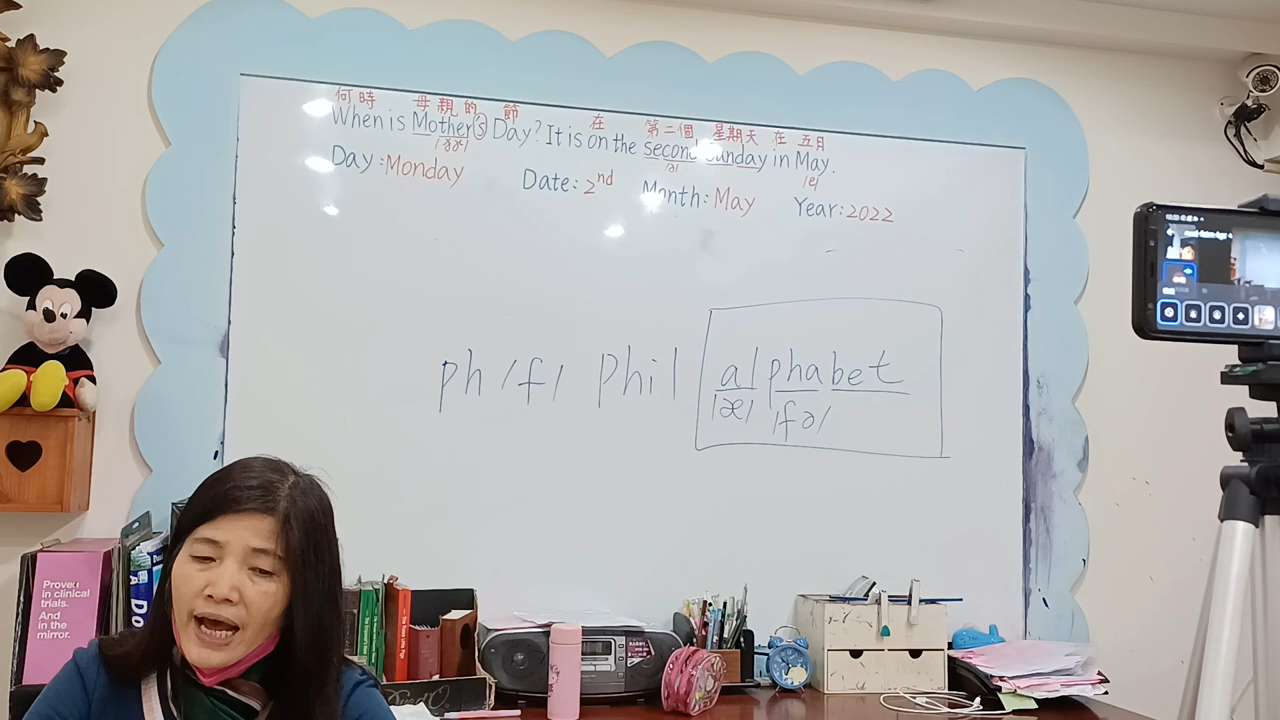 何時 母親的 節 在 第二個 星期天 在 五月
When is Mother's Day? It is on the second Sunday in May.
/ə/ /e/
Day:Monday Date:2nd Month:May Year:2022
ph /f/ Phil alphabet
/æ/ /fə/
Proven
in clinical
trials.
And
in the
mirror.